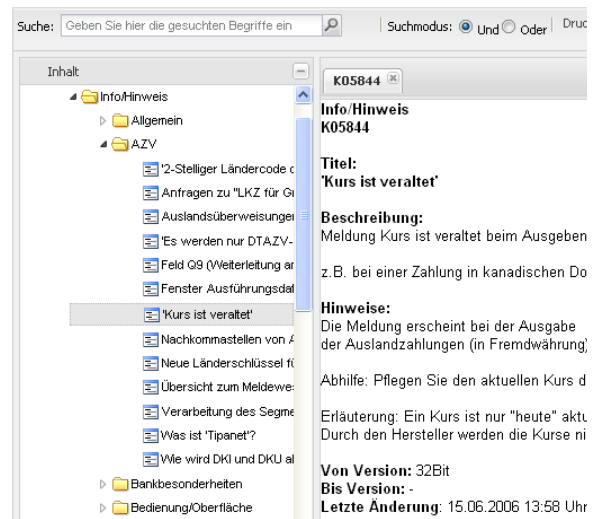 Suche: Geben Sie hier die gesuchten Begriffe ein
Suchmodus: Und Oder
Inhalt
Info/Hinweis
Allgemein
AZV
'2-Stelliger Ländercode
Anfragen zu "LKZ für
Auslandsüberweisunge
'Es werden nur DTAZV-
Feld Q9 (Weiterleitung
Fenster Ausführungsda
'Kurs ist veraltet'
Nachkommastellen von
Neue Länderschlüssel
Übersicht zum Meldewe
Verarbeitung des Segme
Was ist 'Tipanet'?
Wie wird DKI und DKU
Bankbesonderheiten
Bedienung/Oberfläche
K05844
Info/Hinweis
K05844
Titel:
'Kurs ist veraltet'
Beschreibung:
Meldung Kurs ist veraltet beim Ausgeben
z.B. bei einer Zahlung in kanadischen Do
Hinweise:
Die Meldung erscheint bei der Ausgabe
der Auslandzahlungen (in Fremdwährung)
Abhilfe: Pflegen Sie den aktuellen Kurs d
Erläuterung: Ein Kurs ist nur "heute" aktu
Durch den Hersteller werden die Kurse ni
Von Version: 32Bit
Bis Version: -
Letzte Änderung: 15.06.2006 13:58 Uhr